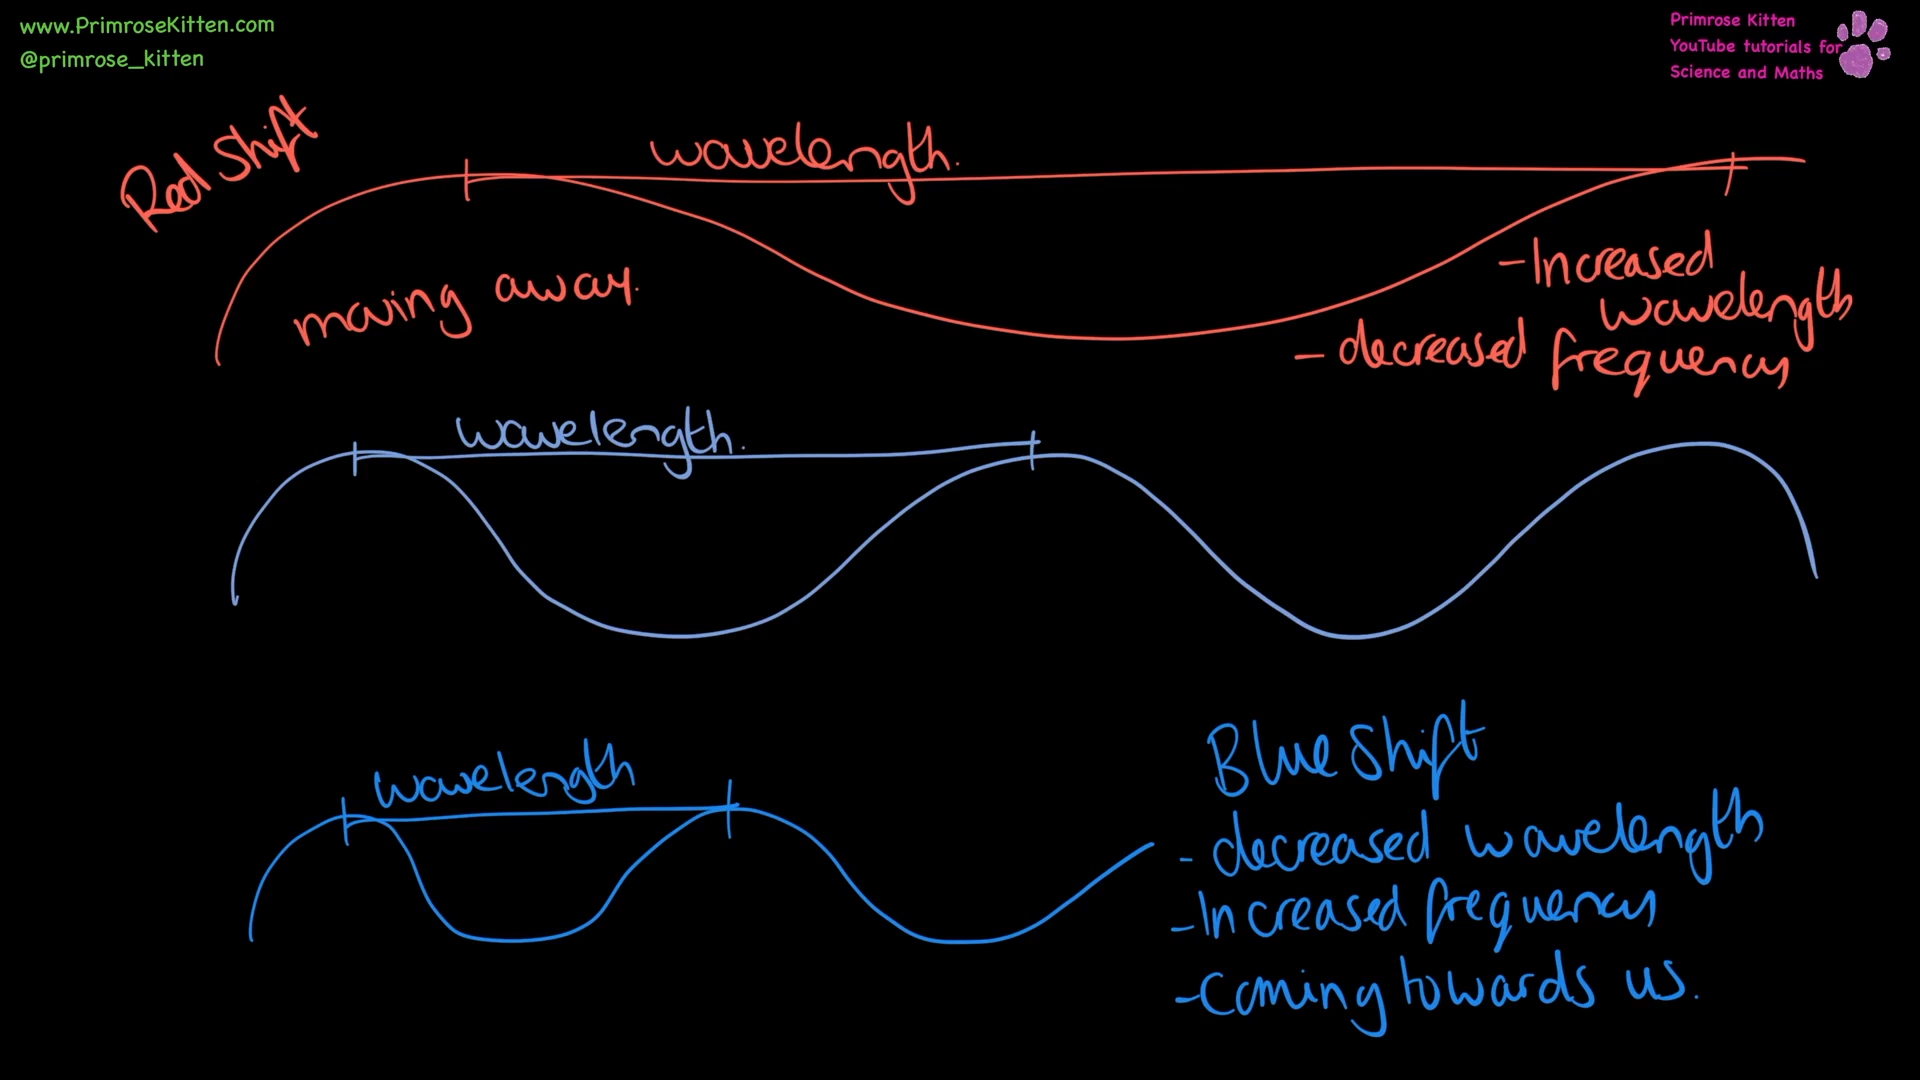 www.PrimroseKitten.com
@primrose_kitten
Primrose Kitten
YouTube tutorials for
Science and Maths
Red Shift
wavelength.
moving away.
- Increased
wavelength
- decreased frequency
wavelength.
wavelength
Blue Shift
- decreased wavelength
- Increased frequency
- Coming towards us.